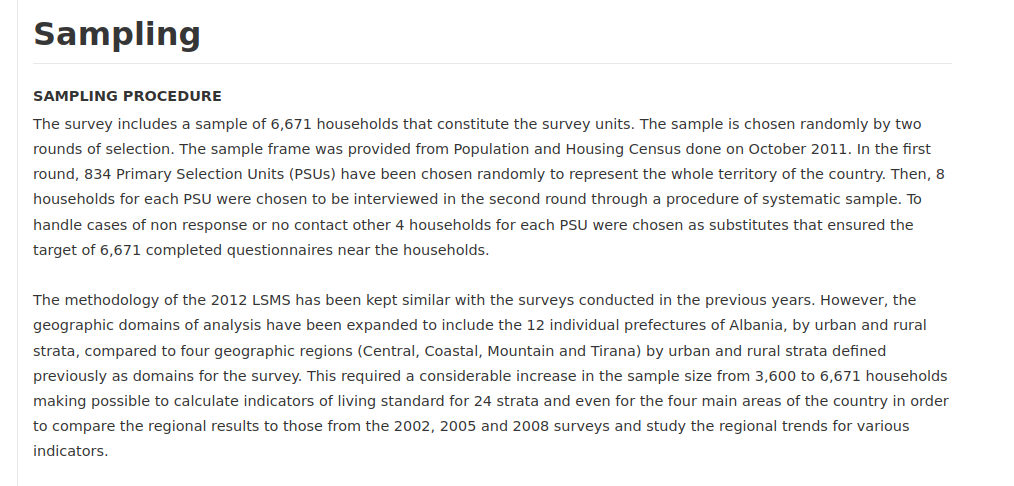 Sampling
SAMPLING PROCEDURE
The survey includes a sample of 6,671 households that constitute the survey units. The sample is chosen randomly by two
rounds of selection. The sample frame was provided from Population and Housing Census done on October 2011. In the first
round, 834 Primary Selection Units (PSUs) have been chosen randomly to represent the whole territory of the country. Then, 8
households for each PSU were chosen to be interviewed in the second round through a procedure of systematic sample. To
handle cases of non response or no contact other 4 households for each PSU were chosen as substitutes that ensured the
target of 6,671 completed questionnaires near the households.
The methodology of the 2012 LSMS has been kept similar with the surveys conducted in the previous years. However, the
geographic domains of analysis have been expanded to include the 12 individual prefectures of Albania, by urban and rural
strata, compared to four geographic regions (Central, Coastal, Mountain and Tirana) by urban and rural strata defined
previously as domains for the survey. This required a considerable increase in the sample size from 3,600 to 6,671 households
making possible to calculate indicators of living standard for 24 strata and even for the four main areas of the country in order
to compare the regional results to those from the 2002, 2005 and 2008 surveys and study the regional trends for various
indicators.